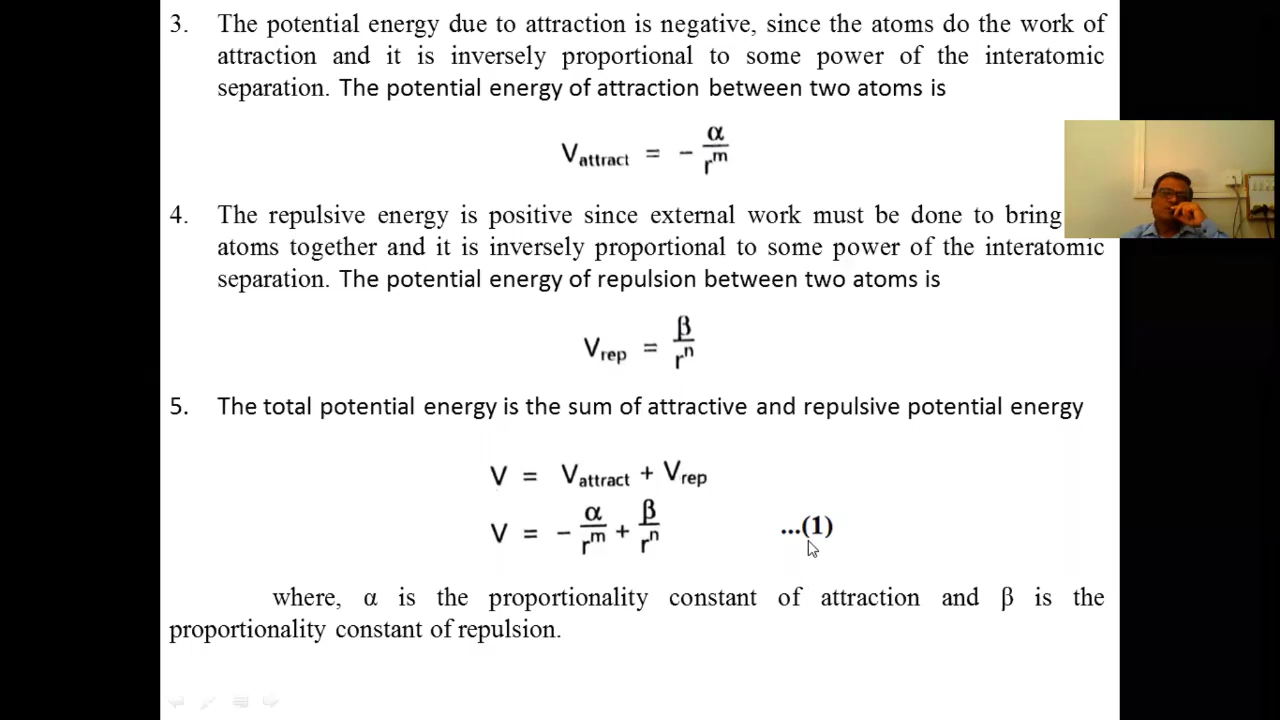 3. The potential energy due to attraction is negative, since the atoms do the work of
attraction and it is inversely proportional to some power of the interatomic
separation. The potential energy of attraction between two atoms is
V_attract = - α/r^m
4. The repulsive energy is positive since external work must be done to bring
atoms together and it is inversely proportional to some power of the interatomic
separation. The potential energy of repulsion between two atoms is
V_rep = β/r^n
5. The total potential energy is the sum of attractive and repulsive potential energy
V = V_attract + V_rep
V = - α/r^m + β/r^n ...(1)
where, α is the proportionality constant of attraction and β is the
proportionality constant of repulsion.